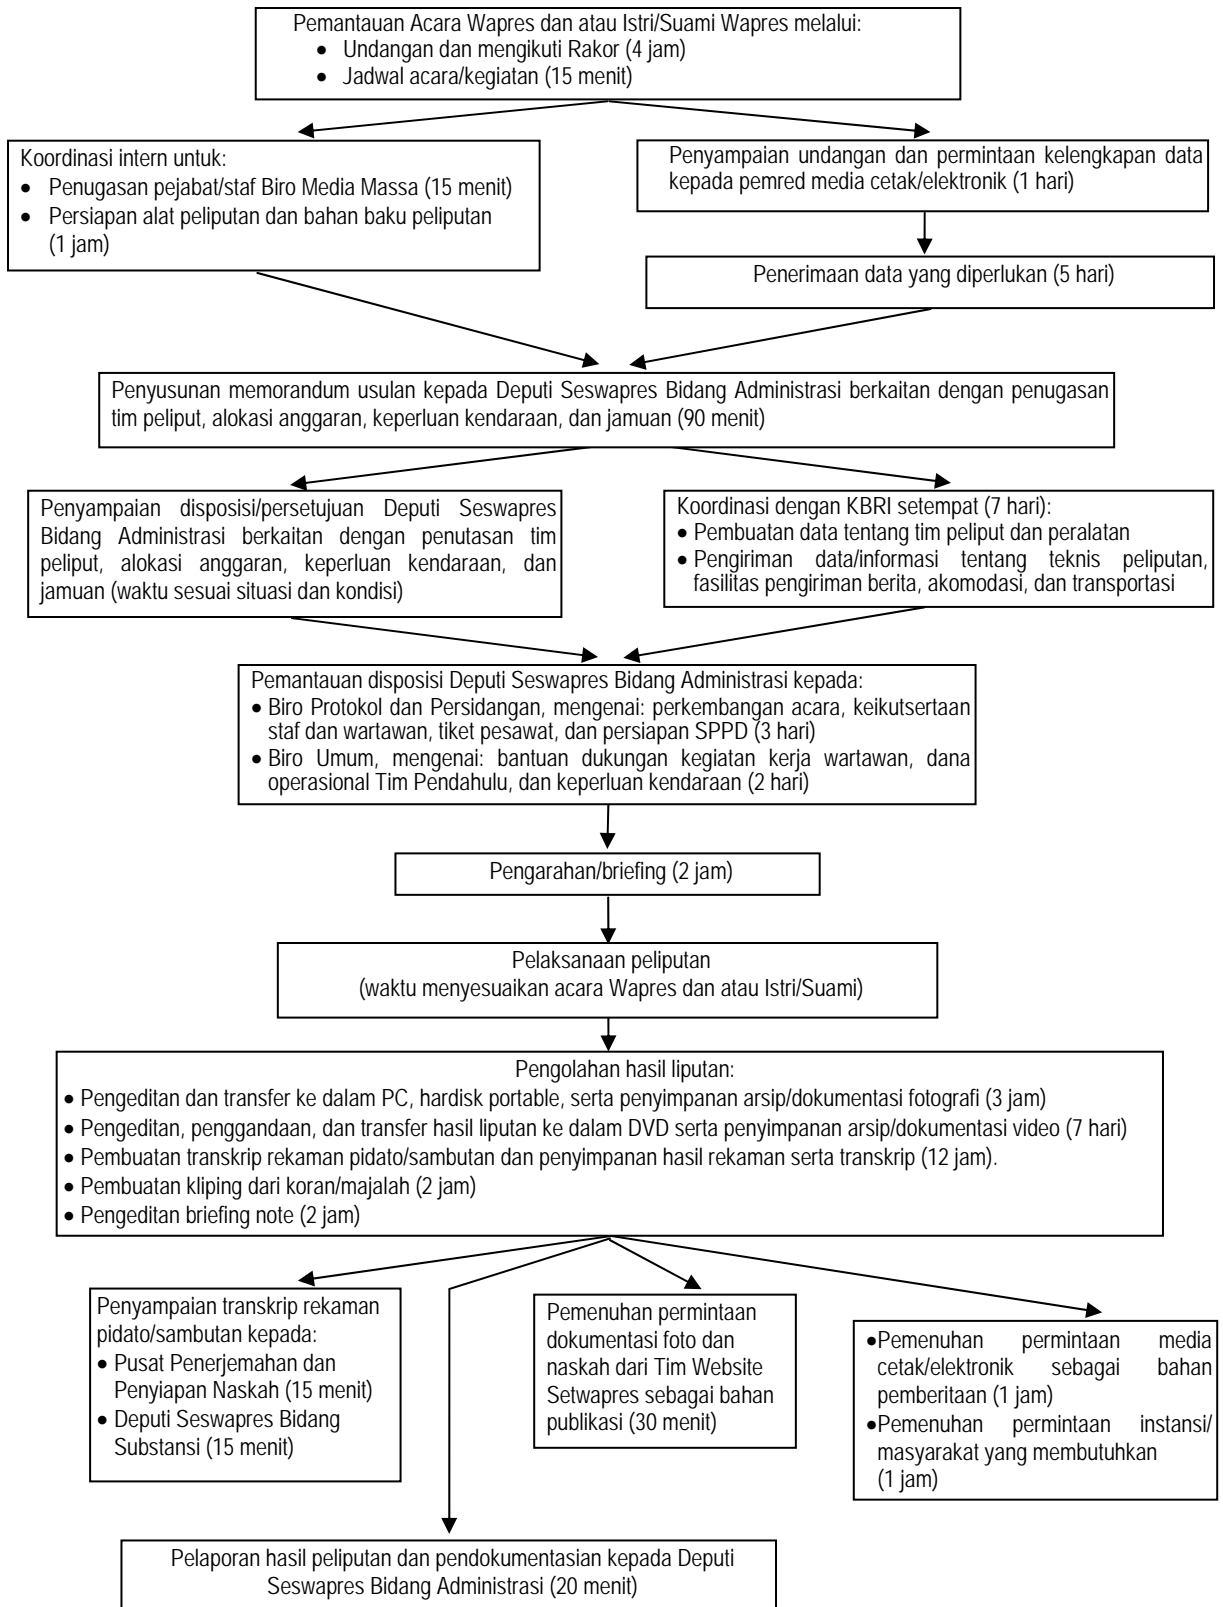 Pemantauan Acara Wapres dan atau Istri/Suami Wapres melalui:
• Undangan dan mengikuti Rakor (4 jam)
• Jadwal acara/kegiatan (15 menit)
Koordinasi intern untuk:
• Penugasan pejabat/staf Biro Media Massa (15 menit)
• Persiapan alat peliputan dan bahan baku peliputan
(1 jam)
Penyampaian undangan dan permintaan kelengkapan data
kepada pemred media cetak/elektronik (1 hari)
Penerimaan data yang diperlukan (5 hari)
Penyusunan memorandum usulan kepada Deputi Seswapres Bidang Administrasi berkaitan dengan penugasan
tim peliput, alokasi anggaran, keperluan kendaraan, dan jamuan (90 menit)
Penyampaian disposisi/persetujuan Deputi Seswapres
Bidang Administrasi berkaitan dengan penutasan tim
peliput, alokasi anggaran, keperluan kendaraan, dan
jamuan (waktu sesuai situasi dan kondisi)
Koordinasi dengan KBRI setempat (7 hari):
• Pembuatan data tentang tim peliput dan peralatan
• Pengiriman data/informasi tentang teknis peliputan,
fasilitas pengiriman berita, akomodasi, dan transportasi
Pemantauan disposisi Deputi Seswapres Bidang Administrasi kepada:
• Biro Protokol dan Persidangan, mengenai: perkembangan acara, keikutsertaan
staf dan wartawan, tiket pesawat, dan persiapan SPPD (3 hari)
• Biro Umum, mengenai: bantuan dukungan kegiatan kerja wartawan, dana
operasional Tim Pendahulu, dan keperluan kendaraan (2 hari)
Pengarahan/briefing (2 jam)
Pelaksanaan peliputan
(waktu menyesuaikan acara Wapres dan atau Istri/Suami)
Pengolahan hasil liputan:
• Pengeditan dan transfer ke dalam PC, hardisk portable, serta penyimpanan arsip/dokumentasi fotografi (3 jam)
• Pengeditan, penggandaan, dan transfer hasil liputan ke dalam DVD serta penyimpanan arsip/dokumentasi video (7 hari)
• Pembuatan transkrip rekaman pidato/sambutan dan penyimpanan hasil rekaman serta transkrip (12 jam).
• Pembuatan kliping dari koran/majalah (2 jam)
• Pengeditan briefing note (2 jam)
Penyampaian transkrip rekaman
pidato/sambutan kepada:
• Pusat Penerjemahan dan
Penyiapan Naskah (15 menit)
• Deputi Seswapres Bidang
Substansi (15 menit)
Pemenuhan permintaan
dokumentasi foto dan
naskah dari Tim Website
Setwapres sebagai bahan
publikasi (30 menit)
•Pemenuhan permintaan media
cetak/elektronik sebagai bahan
pemberitaan (1 jam)
•Pemenuhan permintaan instansi/
masyarakat yang membutuhkan
(1 jam)
Pelaporan hasil peliputan dan pendokumentasian kepada Deputi
Seswapres Bidang Administrasi (20 menit)